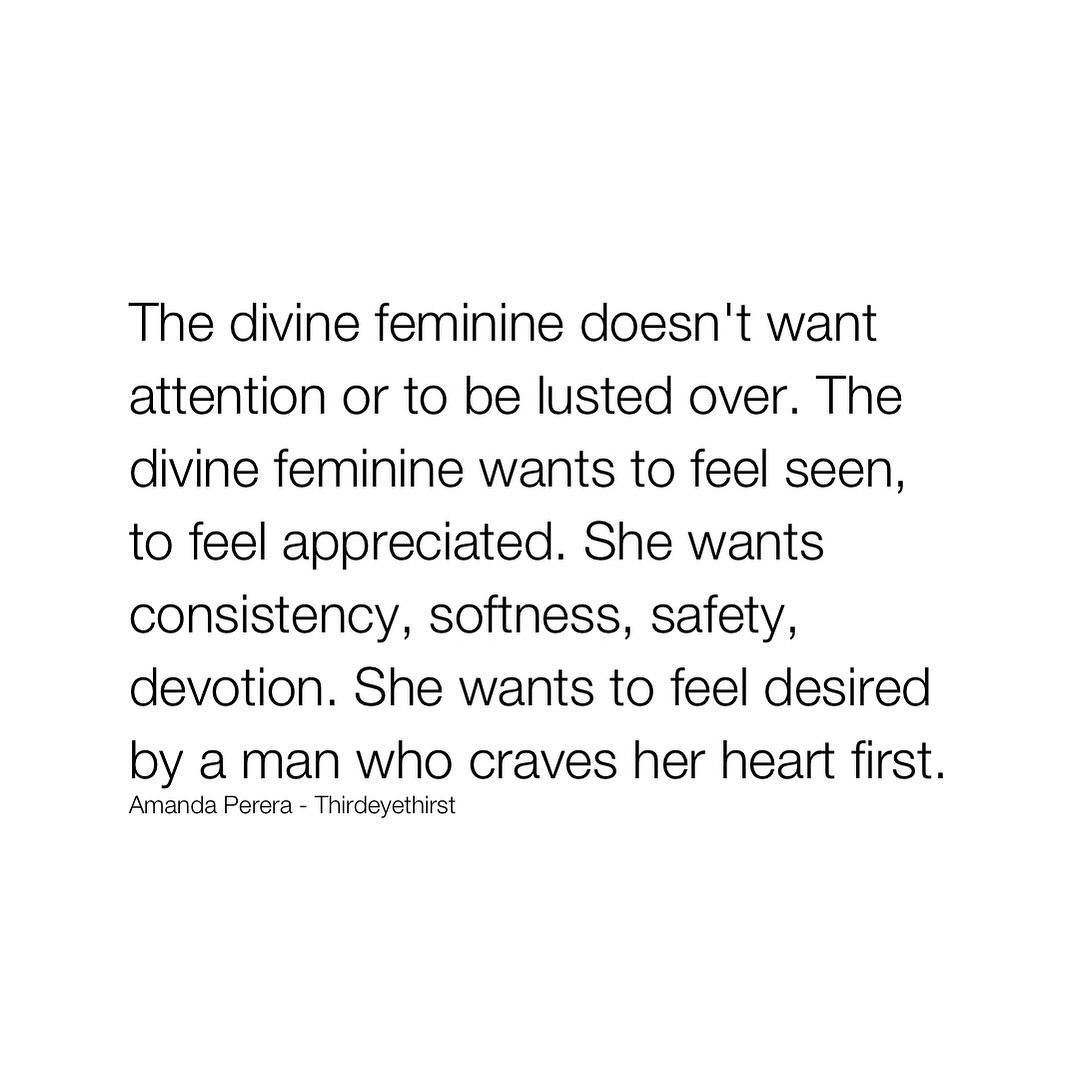 The divine feminine doesn't want
attention or to be lusted over. The
divine feminine wants to feel seen,
to feel appreciated. She wants
consistency, softness, safety,
devotion. She wants to feel desired
by a man who craves her heart first.
Amanda Perera - Thirdeyethirst